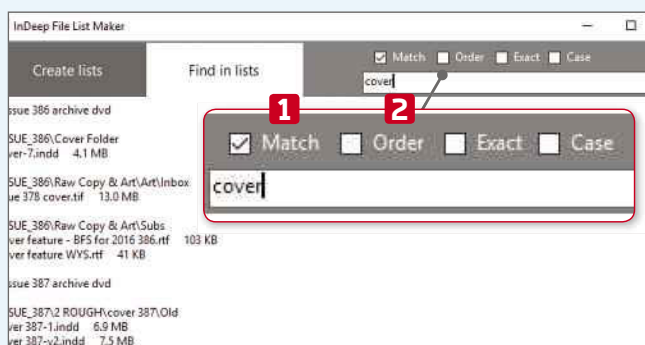 InDeep File List Maker
Create lists
Find in lists
Match Order Exact Case
cover
1 2
Match Order Exact Case
cover
ssue 386 archive dvd
SUE_386\Cover Folder
ver-7.indd 4.1 MB
SUE_386\Raw Copy & Art\Art\Inbox
ue 378 cover.tif 13.0 MB
SUE_386\Raw Copy & Art\Subs
ver feature - BFS for 2016 386.rtf 103 KB
ver feature WYS.rtf 41 KB
ssue 387 archive dvd
SUE_387\2 ROUGH\cover 387\Old
ver 387-1.indd 6.9 MB
ver 387-v2.indd 7.5 MB